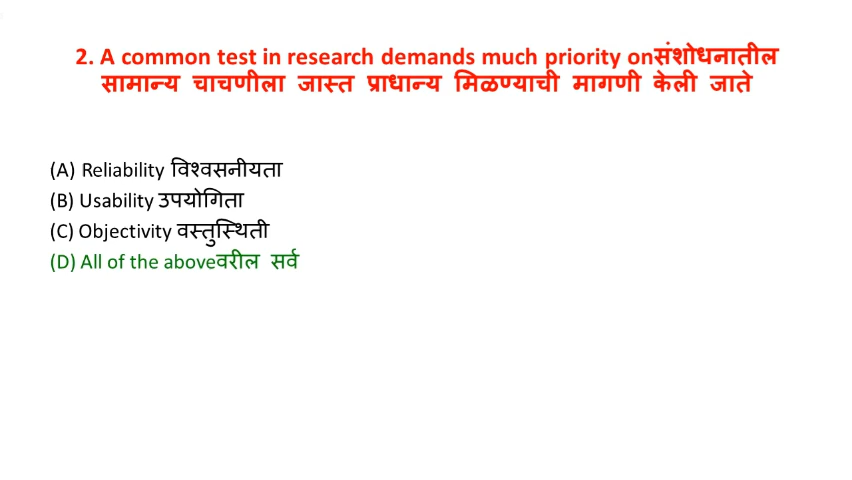 2. A common test in research demands much priority onसंशोधनातील
सामान्य चाचणीला जास्त प्राधान्य मिळण्याची मागणी केली जाते
(A) Reliability विश्वसनीयता
(B) Usability उपयोगिता
(C) Objectivity वस्तुस्थिती
(D) All of the aboveवरील सर्व